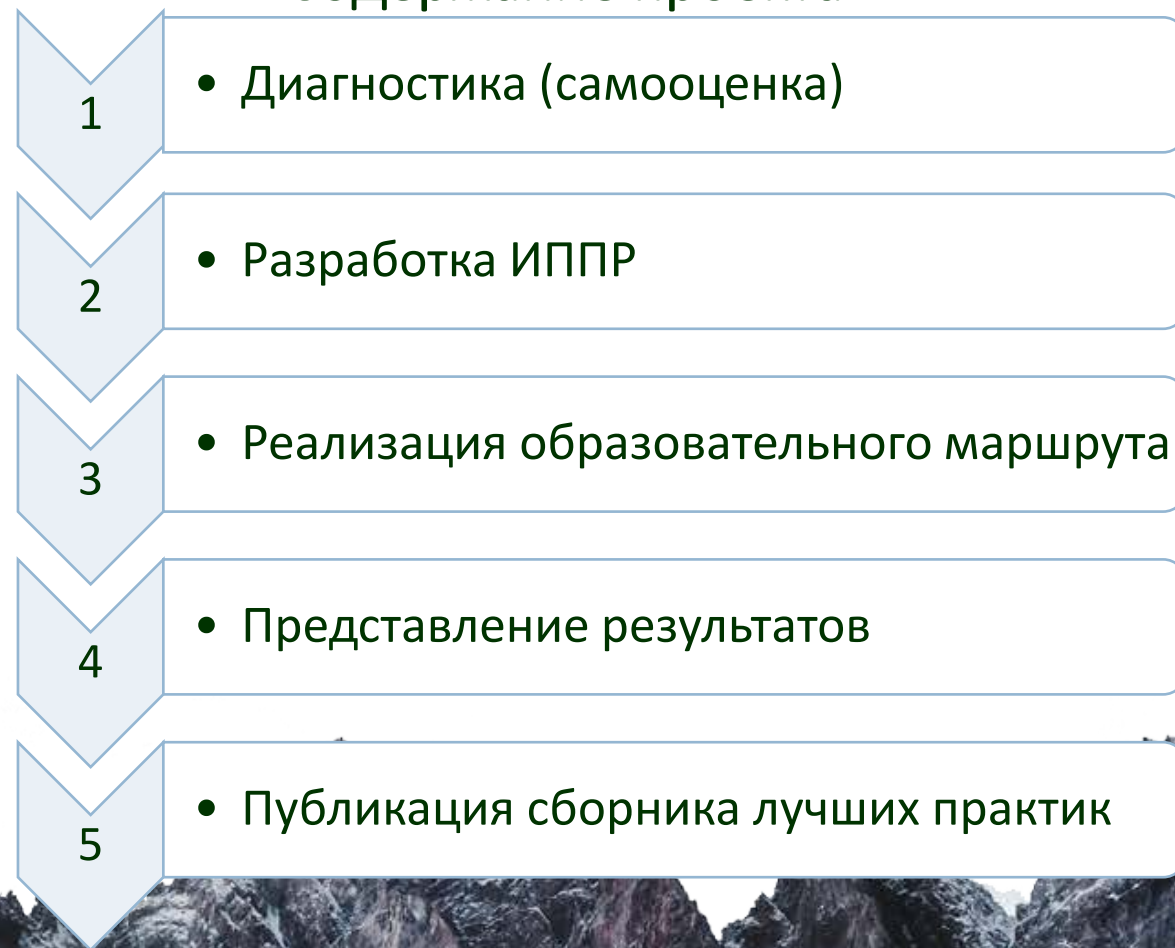 1
• Диагностика (самооценка)
2
• Разработка ИППР
3
• Реализация образовательного маршрута
4
• Представление результатов
5
• Публикация сборника лучших практик